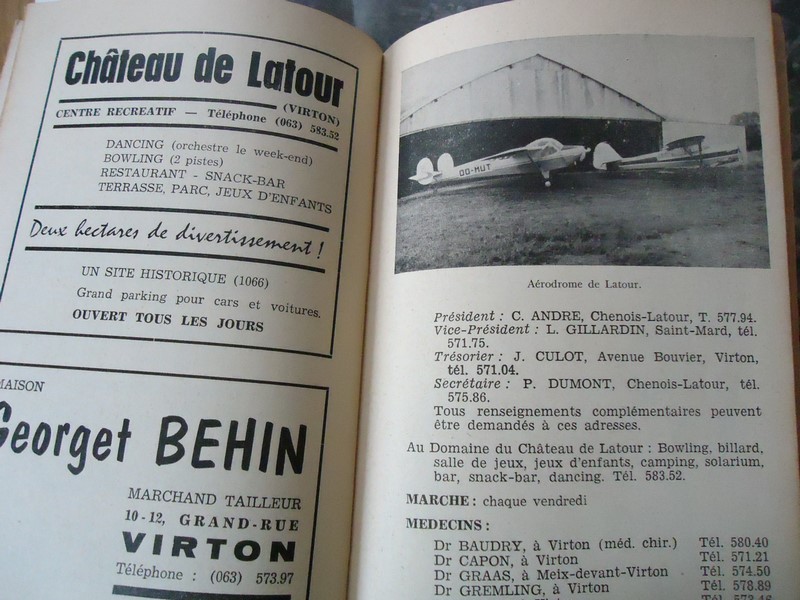 Château de Latour
(VIRTON)
CENTRE RECREATIF — Téléphone (063) 583.52
DANCING (orchestre le week-end)
BOWLING (2 pistes)
RESTAURANT - SNACK-BAR
TERRASSE, PARC, JEUX D'ENFANTS
Deux hectares de divertissement !
UN SITE HISTORIQUE (1066)
Grand parking pour cars et voitures.
OUVERT TOUS LES JOURS
MAISON
Georget BEHIN
MARCHAND TAILLEUR
10-12, GRAND-RUE
VIRTON
Téléphone : (063) 573.97
OO-MUT
Aérodrome de Latour.
Président : C. ANDRE, Chenois-Latour, T. 577.94.
Vice-Président : L. GILLARDIN, Saint-Mard, tél.
571.75.
Trésorier : J. CULOT, Avenue Bouvier, Virton,
tél. 571.04.
Secrétaire : P. DUMONT, Chenois-Latour, tél.
575.86.
Tous renseignements complémentaires peuvent
être demandés à ces adresses.
Au Domaine du Château de Latour : Bowling, billard,
salle de jeux, jeux d'enfants, camping, solarium,
bar, snack-bar, dancing. Tél. 583.52.
MARCHE : chaque vendredi
MEDECINS :
Dr BAUDRY, à Virton (méd. chir.) Tél. 580.40
Dr CAPON, à Virton Tél. 571.21
Dr GRAAS, à Meix-devant-Virton Tél. 574.50
Dr GREMLING, à Virton Tél. 578.89